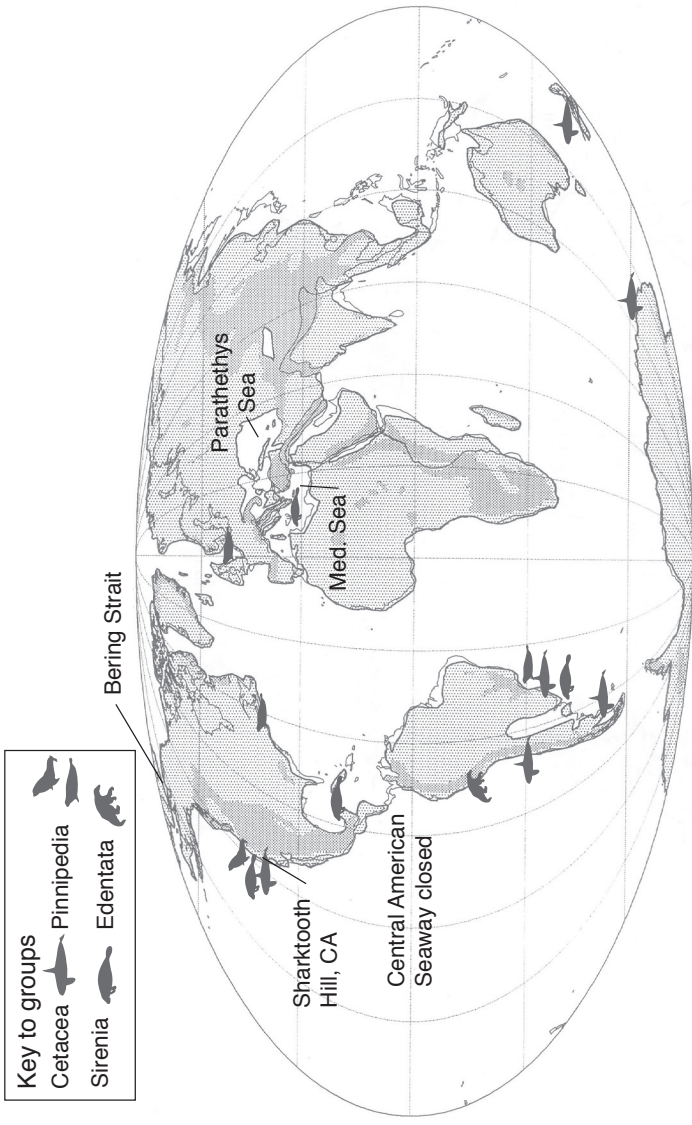 Key to groups
Cetacea Pinnipedia
Sirenia Edentata
Bering Strait
Parathethys
Sea
Med. Sea
Sharktooth
Hill, CA
Central American
Seaway closed